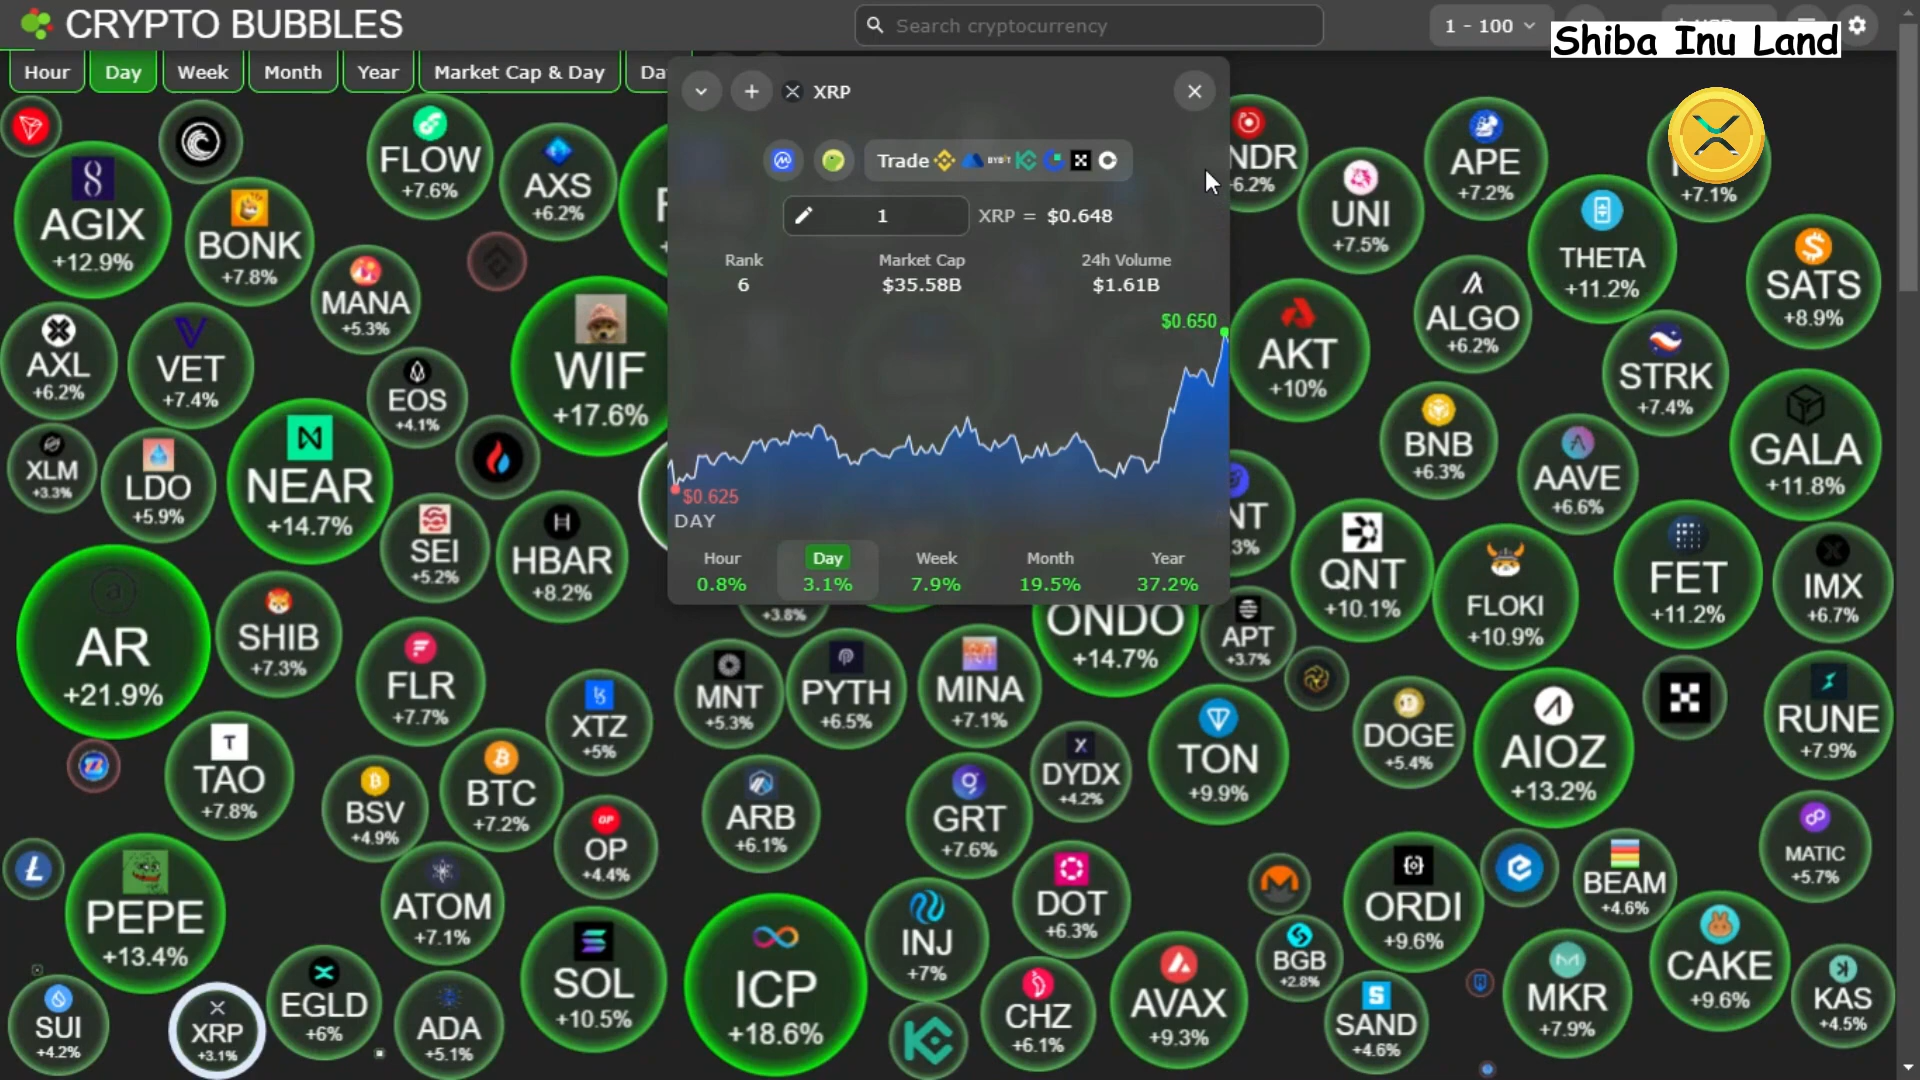 CRYPTO BUBBLES
Search cryptocurrency
1 - 100
Shiba Inu Land
Hour
Day
Week
Month
Year
Market Cap & Day
XRP
Trade
BYBIT
1
XRP = $0.648
Rank
6
Market Cap
$35.58B
24h Volume
$1.61B
$0.650
$0.625
DAY
Hour
0.8%
Day
3.1%
Week
7.9%
Month
19.5%
Year
37.2%
AGIX
+12.9%
BONK
+7.8%
FLOW
+7.6%
AXS
+6.2%
MANA
+5.3%
AXL
+6.2%
VET
+7.4%
EOS
+4.1%
WIF
+17.6%
XLM
+3.3%
LDO
+5.9%
NEAR
+14.7%
SEI
+5.2%
HBAR
+8.2%
AR
+21.9%
SHIB
+7.3%
FLR
+7.7%
XTZ
+5%
TAO
+7.8%
BSV
+4.9%
BTC
+7.2%
OP
+4.4%
PEPE
+13.4%
ATOM
+7.1%
SOL
+10.5%
SUI
+4.2%
XRP
+3.1%
EGLD
+6%
ADA
+5.1%
+3.8%
MNT
+5.3%
PYTH
+6.5%
MINA
+7.1%
ONDO
+14.7%
ARB
+6.1%
GRT
+7.6%
DYDX
+4.2%
TON
+9.9%
DOT
+6.3%
ICP
+18.6%
INJ
+7%
CHZ
+6.1%
AVAX
+9.3%
UNI
+7.5%
APE
+7.2%
+7.1%
THETA
+11.2%
SATS
+8.9%
AKT
+10%
ALGO
+6.2%
STRK
+7.4%
BNB
+6.3%
AAVE
+6.6%
GALA
+11.8%
QNT
+10.1%
FLOKI
+10.9%
FET
+11.2%
IMX
+6.7%
APT
+3.7%
DOGE
+5.4%
AIOZ
+13.2%
RUNE
+7.9%
MATIC
+5.7%
ORDI
+9.6%
BEAM
+4.6%
BGB
+2.8%
SAND
+4.6%
MKR
+7.9%
CAKE
+9.6%
KAS
+4.5%